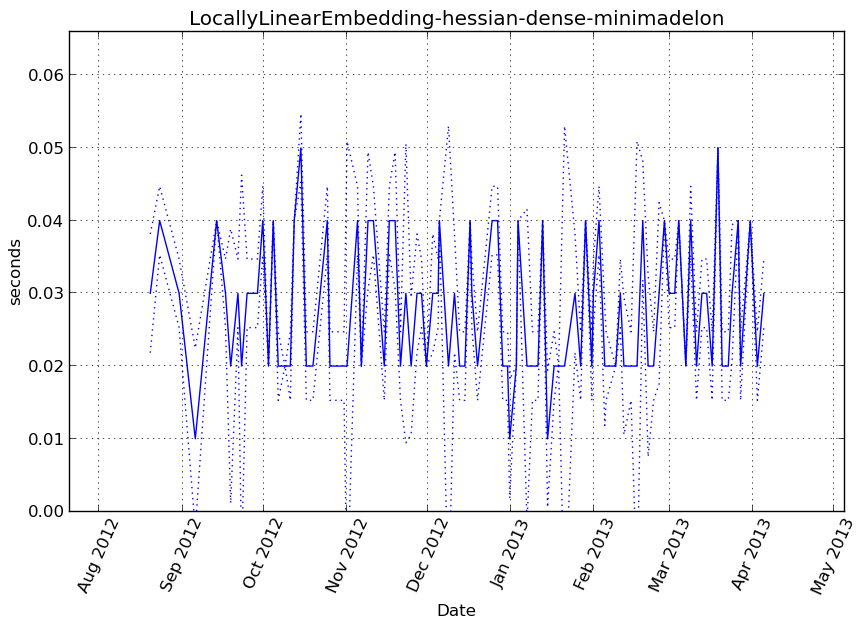 LocallyLinearEmbedding-hessian-dense-minimadelon
0.06
0.05
0.04
0.03
0.02
0.01
0.00
seconds
Aug 2012
Sep 2012
Oct 2012
Nov 2012
Dec 2012
Jan 2013
Feb 2013
Mar 2013
Apr 2013
May 2013
Date